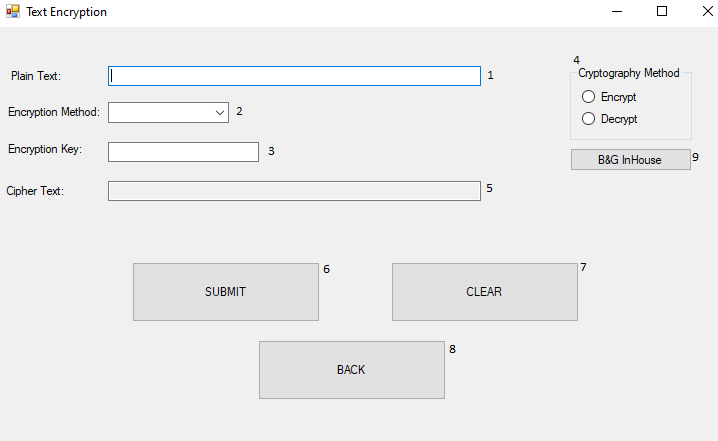 Text Encryption
4
Cryptography Method
Plain Text: 1
Encrypt
Encryption Method: 2
Decrypt
Encryption Key: 3
B&G InHouse 9
Cipher Text: 5
SUBMIT 6
CLEAR 7
BACK 8